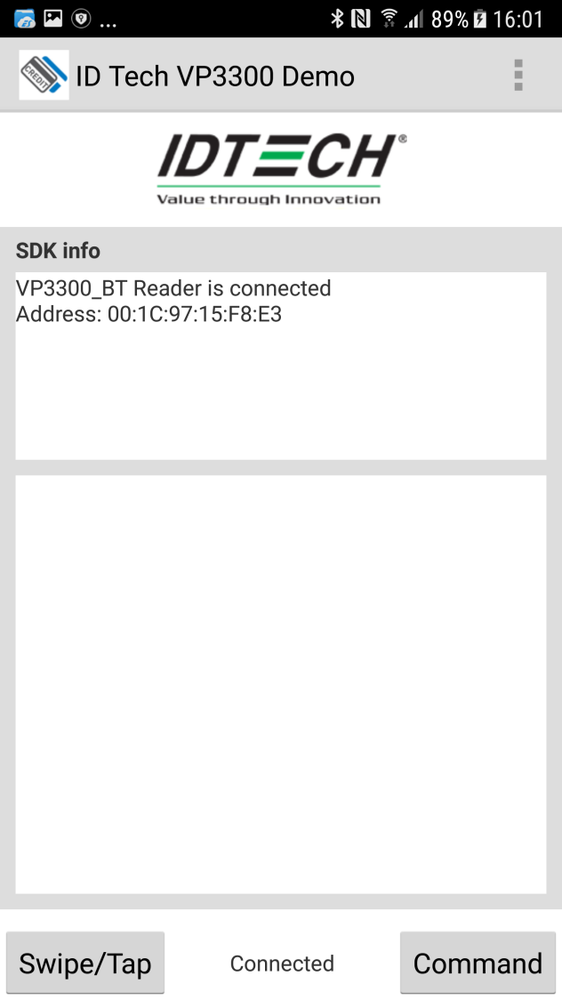 ... 89% 16:01
CREDIT ID Tech VP3300 Demo
IDTECH®
Value through Innovation
SDK info
VP3300_BT Reader is connected
Address: 00:1C:97:15:F8:E3
Swipe/Tap Connected Command